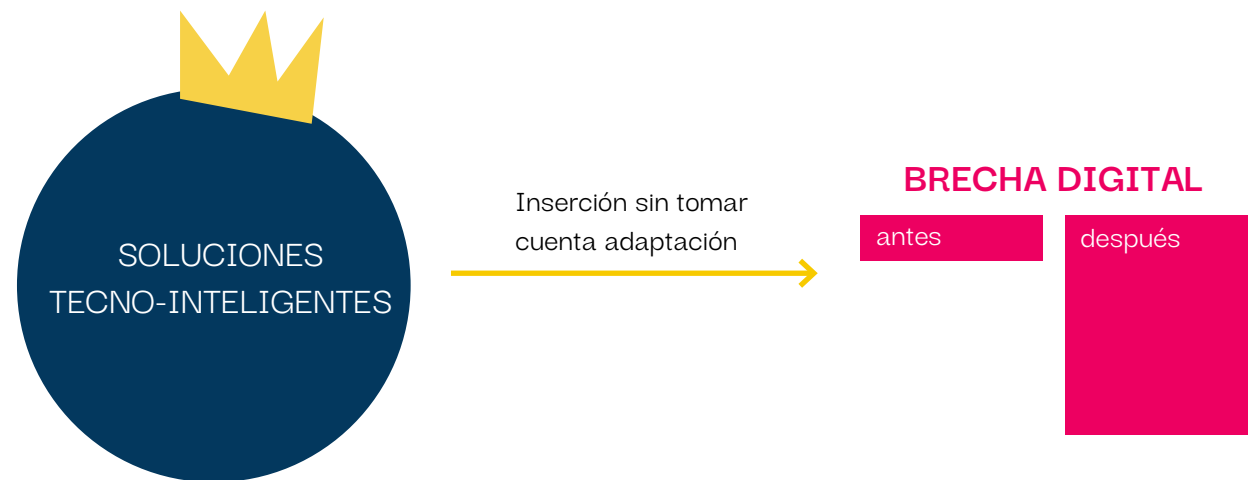 SOLUCIONES
TECNO-INTELIGENTES
Inserción sin tomar
cuenta adaptación
BRECHA DIGITAL
antes
después